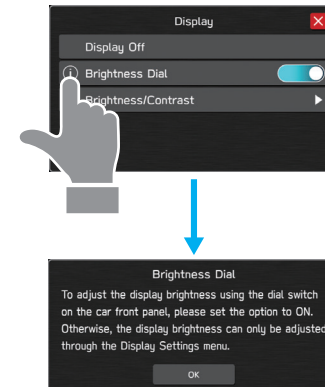 Display
Display Off
Brightness Dial
Brightness/Contrast
Brightness Dial
To adjust the display brightness using the dial switch
on the car front panel, please set the option to ON.
Otherwise, the display brightness can only be adjusted
through the Display Settings menu.
OK